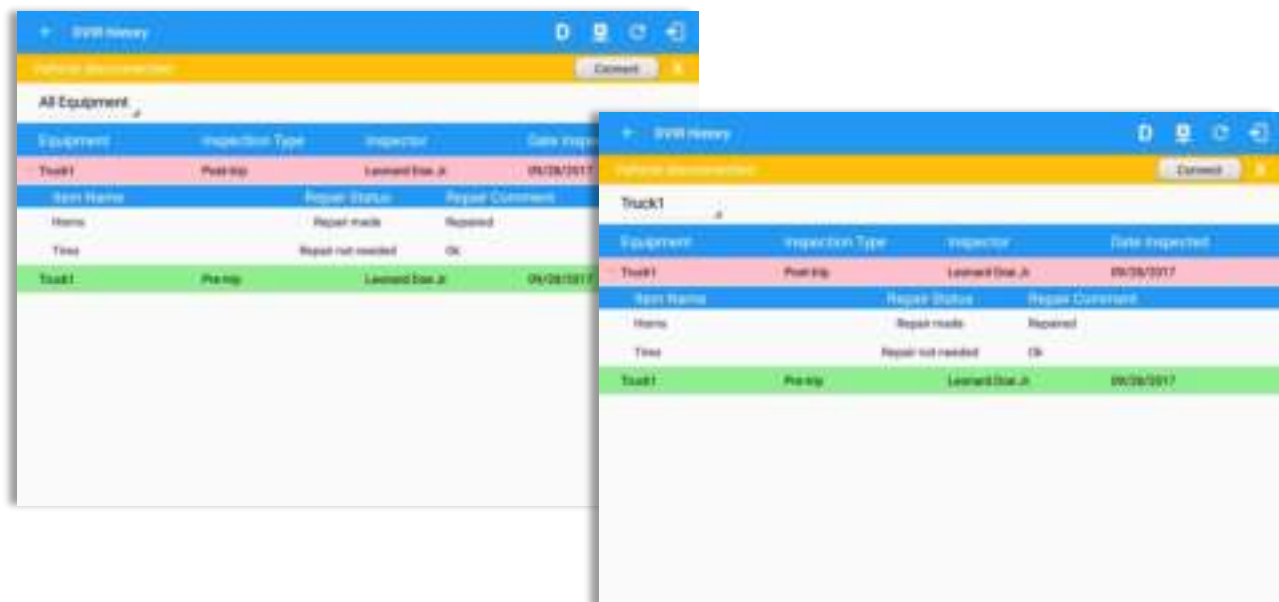 DVIR history
D
Vehicle disconnection
Connect X
All Equipment
Equipment Inspection Type Inspector Date Inspe
Truck1 Post-trip Leonard Doe Jr 09/28/2017
Item Name Repair Status Repair Comment
Horns Repair made Repaired
Tires Repair not needed Ok
Truck1 Pre-trip Leonard Doe Jr 09/28/2017
DVIR history
D
Vehicle disconnection
Connect X
Truck1
Equipment Inspection Type Inspector Date Inspected
Truck1 Post-trip Leonard Doe Jr 09/28/2017
Item Name Repair Status Repair Comment
Horns Repair made Repaired
Tires Repair not needed Ok
Truck1 Pre-trip Leonard Doe Jr 09/28/2017